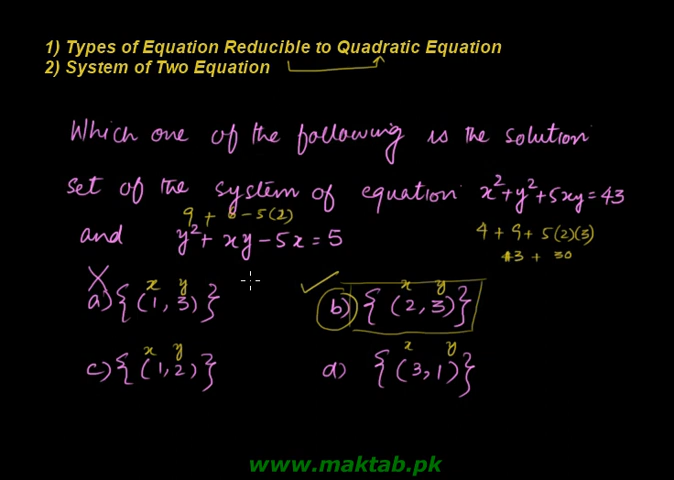 1) Types of Equation Reducible to Quadratic Equation
2) System of Two Equation
Which one of the following is the solution
set of the system of equation x²+y²+5xy=43
9 + 6 - 5(2)
and y²+ xy - 5x = 5
4 + 9 + 5(2)(3)
13 + 30
x y x y
a) {(1, 3)} b) {(2, 3)}
x y x y
c) {(1, 2)} d) {(3, 1)}
www.maktab.pk